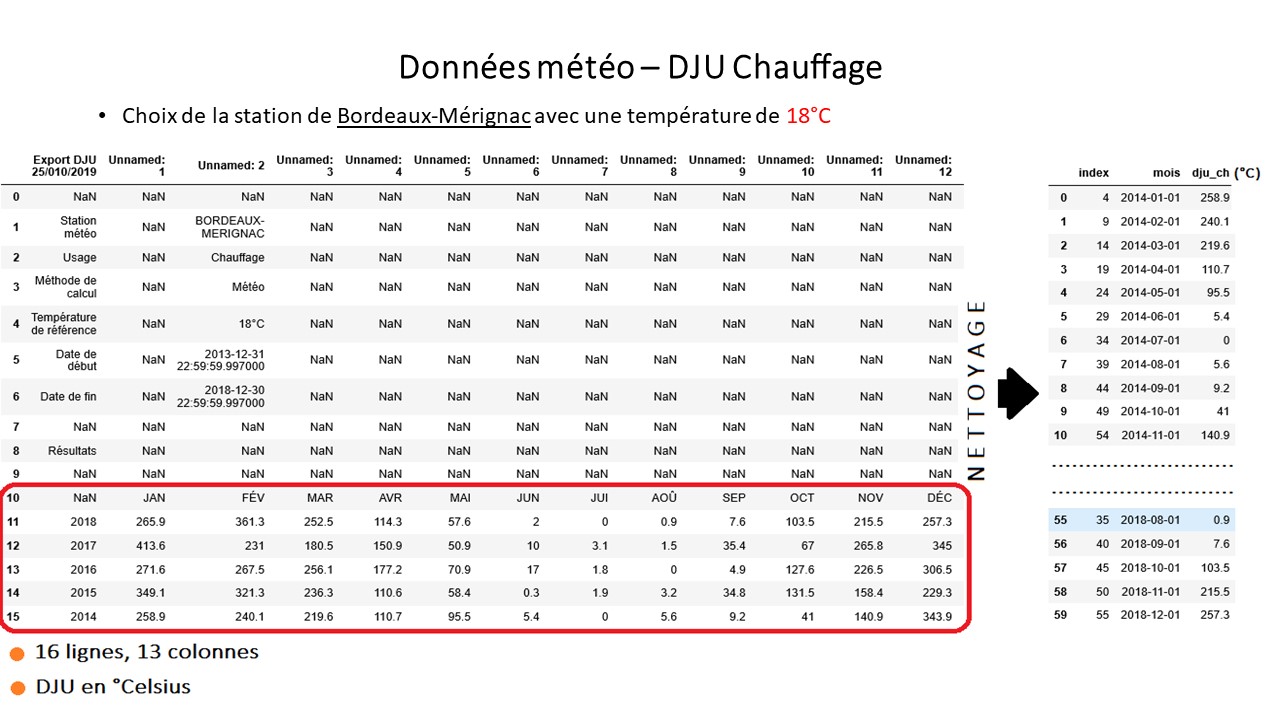 Données météo – DJU Chauffage
• Choix de la station de Bordeaux-Mérignac avec une température de 18°C
Export DJU 25/010/2019 Unnamed: 1 Unnamed: 2 Unnamed: 3 Unnamed: 4 Unnamed: 5 Unnamed: 6 Unnamed: 7 Unnamed: 8 Unnamed: 9 Unnamed: 10 Unnamed: 11 Unnamed: 12
0 NaN NaN NaN NaN NaN NaN NaN NaN NaN NaN NaN NaN NaN
1 Station météo NaN BORDEAUX-MERIGNAC NaN NaN NaN NaN NaN NaN NaN NaN NaN NaN
2 Usage NaN Chauffage NaN NaN NaN NaN NaN NaN NaN NaN NaN NaN
3 Méthode de calcul NaN Météo NaN NaN NaN NaN NaN NaN NaN NaN NaN NaN
4 Température de référence NaN 18°C NaN NaN NaN NaN NaN NaN NaN NaN NaN NaN
5 Date de début NaN 2013-12-31 22:59:59.997000 NaN NaN NaN NaN NaN NaN NaN NaN NaN NaN
6 Date de fin NaN 2018-12-30 22:59:59.997000 NaN NaN NaN NaN NaN NaN NaN NaN NaN NaN
7 NaN NaN NaN NaN NaN NaN NaN NaN NaN NaN NaN NaN NaN
8 Résultats NaN NaN NaN NaN NaN NaN NaN NaN NaN NaN NaN NaN
9 NaN NaN NaN NaN NaN NaN NaN NaN NaN NaN NaN NaN NaN
10 NaN JAN FÉV MAR AVR MAI JUN JUI AOÛ SEP OCT NOV DÉC
11 2018 265.9 361.3 252.5 114.3 57.6 2 0 0.9 7.6 103.5 215.5 257.3
12 2017 413.6 231 180.5 150.9 50.9 10 3.1 1.5 35.4 67 265.8 345
13 2016 271.6 267.5 256.1 177.2 70.9 17 1.8 0 4.9 127.6 226.5 306.5
14 2015 349.1 321.3 236.3 110.6 58.4 0.3 1.9 3.2 34.8 131.5 158.4 229.3
15 2014 258.9 240.1 219.6 110.7 95.5 5.4 0 5.6 9.2 41 140.9 343.9
NETTOYAGE
index mois dju_ch (°C)
0 4 2014-01-01 258.9
1 9 2014-02-01 240.1
2 14 2014-03-01 219.6
3 19 2014-04-01 110.7
4 24 2014-05-01 95.5
5 29 2014-06-01 5.4
6 34 2014-07-01 0
7 39 2014-08-01 5.6
8 44 2014-09-01 9.2
9 49 2014-10-01 41
10 54 2014-11-01 140.9
55 35 2018-08-01 0.9
56 40 2018-09-01 7.6
57 45 2018-10-01 103.5
58 50 2018-11-01 215.5
59 55 2018-12-01 257.3
16 lignes, 13 colonnes
DJU en °Celsius